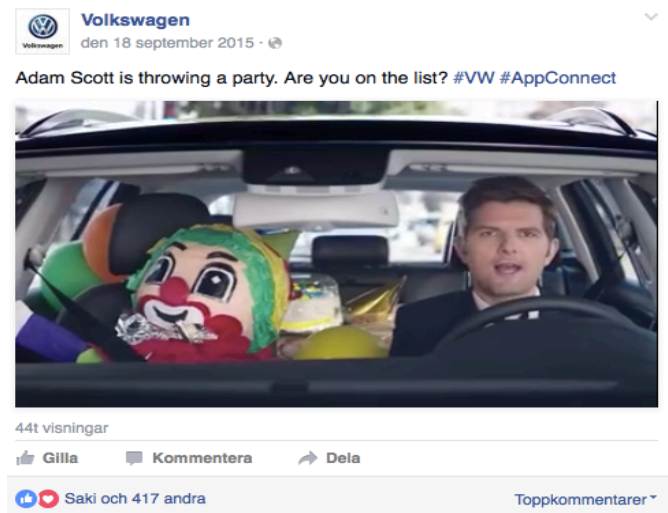 Volkswagen
Volkswagen
den 18 september 2015 ·
Adam Scott is throwing a party. Are you on the list? #VW #AppConnect
44t visningar
Gilla Kommentera Dela
Saki och 417 andra Toppkommentarer